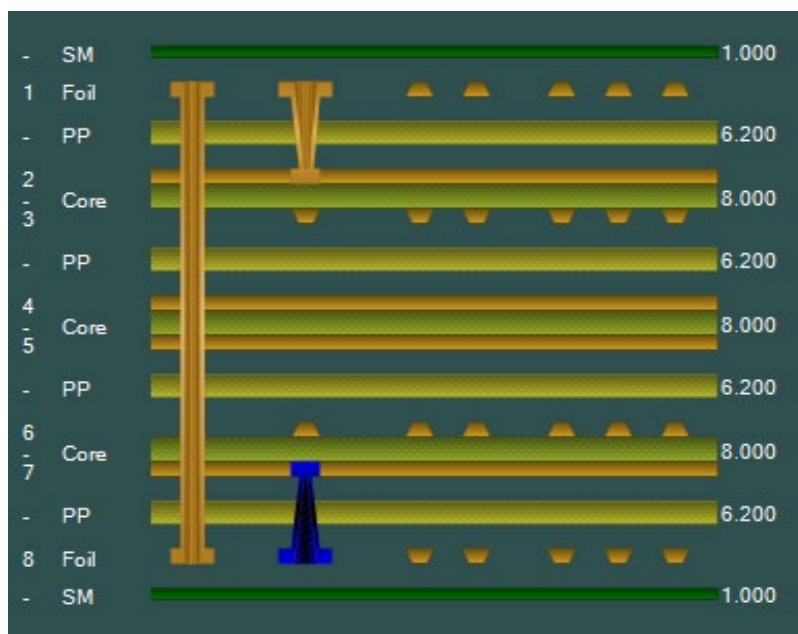 - SM 1.000
1 Foil
- PP 6.200
2
- Core 8.000
3
- PP 6.200
4
- Core 8.000
5
- PP 6.200
6
- Core 8.000
7
- PP 6.200
8 Foil
- SM 1.000